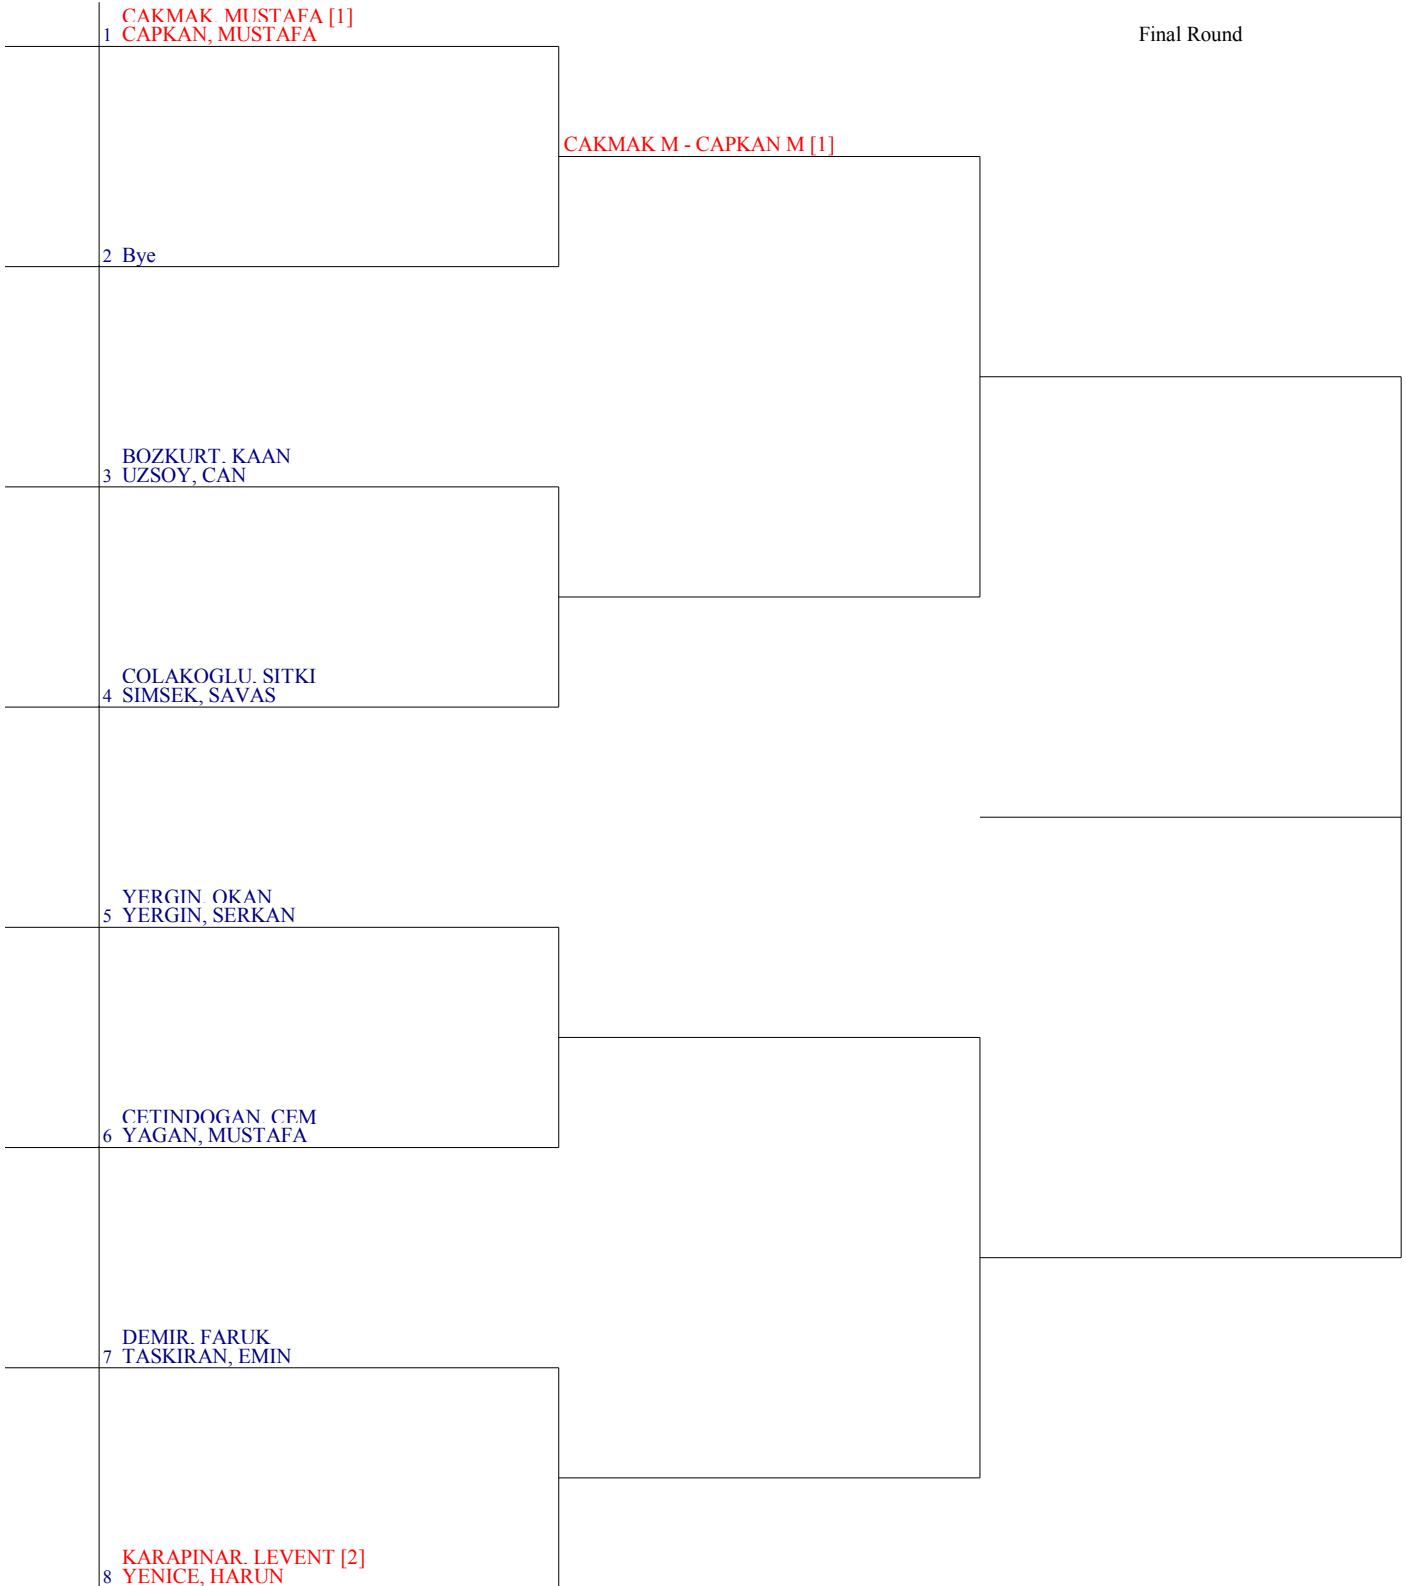 CAKMAK, MUSTAFA [1]
1 CAPKAN, MUSTAFA
Final Round
CAKMAK M - CAPKAN M [1]
2 Bye
BOZKURT, KAAN
3 UZSOY, CAN
COLAKOGLU, SITKI
4 SIMSEK, SAVAS
YERGIN, OKAN
5 YERGIN, SERKAN
CETINDOGAN, CEM
6 YAGAN, MUSTAFA
DEMIR, FARUK
7 TASKIRAN, EMIN
KARAPINAR, LEVENT [2]
8 YENICE, HARUN